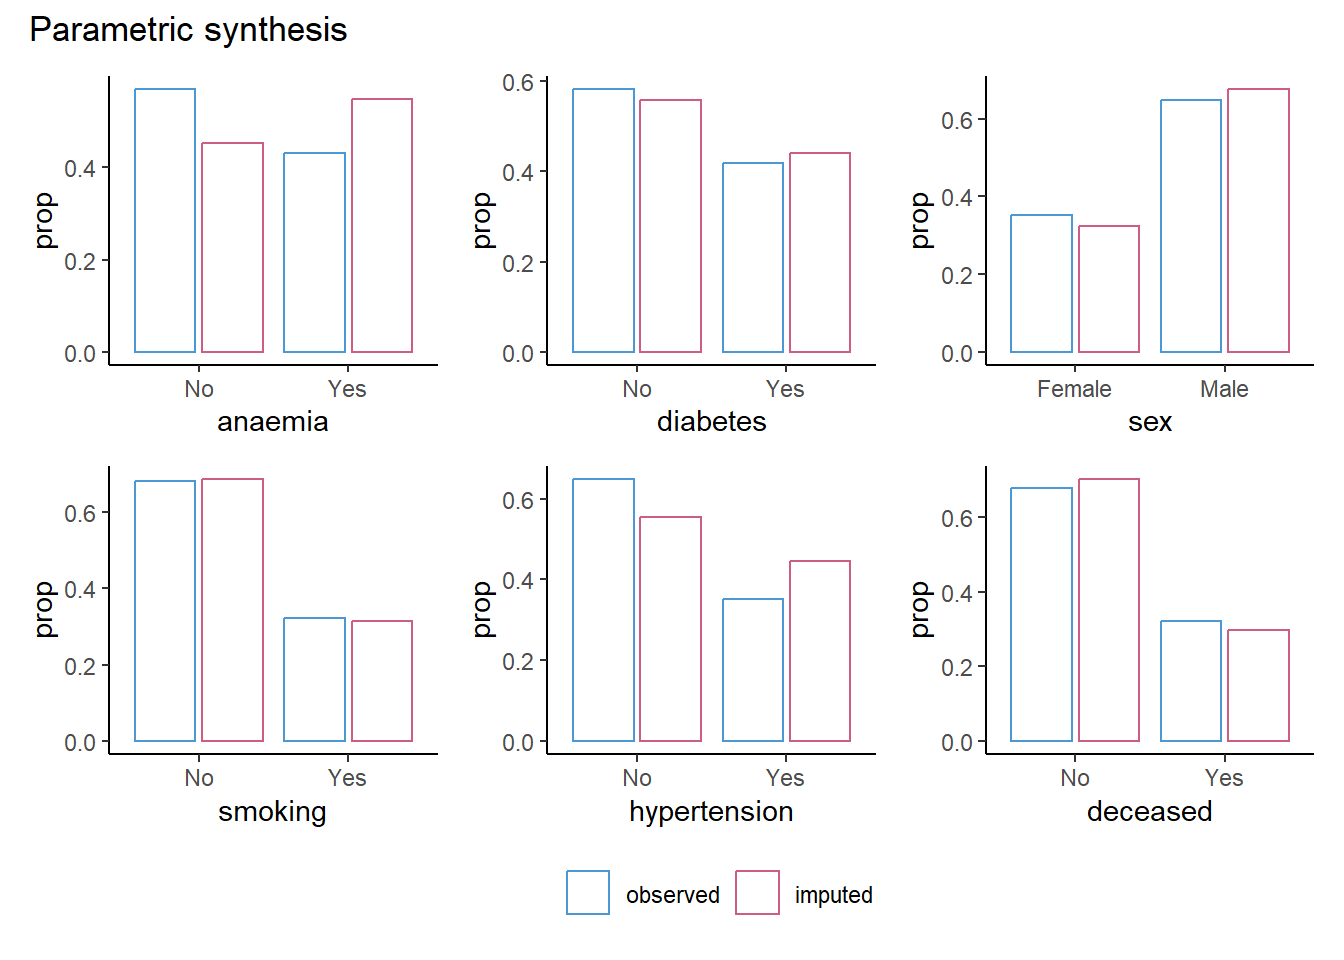 Parametric synthesis
prop
0.4
0.2
0.0
No Yes
anaemia
prop
0.6
0.4
0.2
0.0
No Yes
diabetes
prop
0.6
0.4
0.2
0.0
Female Male
sex
prop
0.6
0.4
0.2
0.0
No Yes
smoking
prop
0.6
0.4
0.2
0.0
No Yes
hypertension
prop
0.6
0.4
0.2
0.0
No Yes
deceased
observed imputed